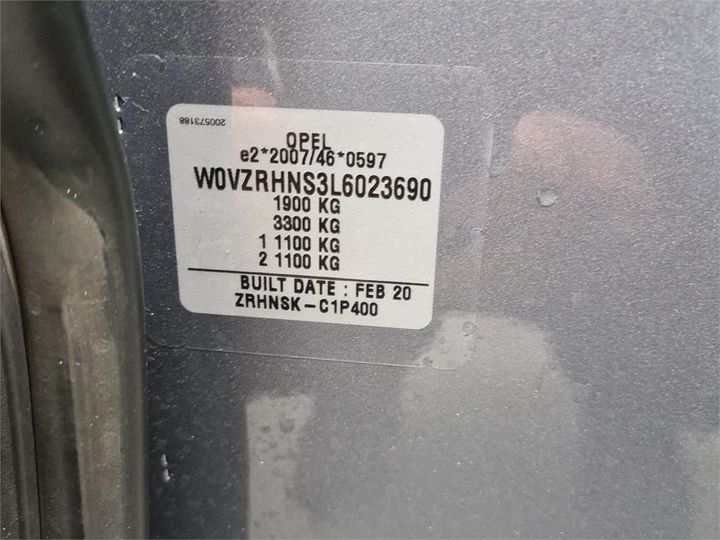 200573188
OPEL
e2*2007/46*0597
W0VZRHNS3L6023690
1900 KG
3300 KG
1 1100 KG
2 1100 KG
BUILT DATE : FEB 20
ZRHNSK-C1P400